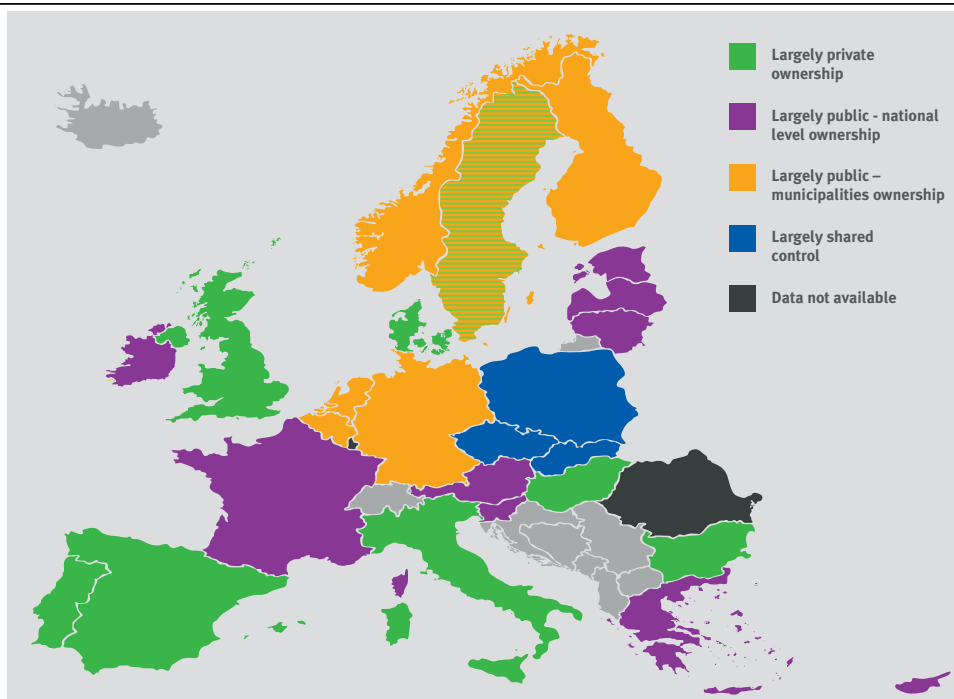 Largely private
ownership
Largely public - national
level ownership
Largely public –
municipalities ownership
Largely shared
control
Data not available